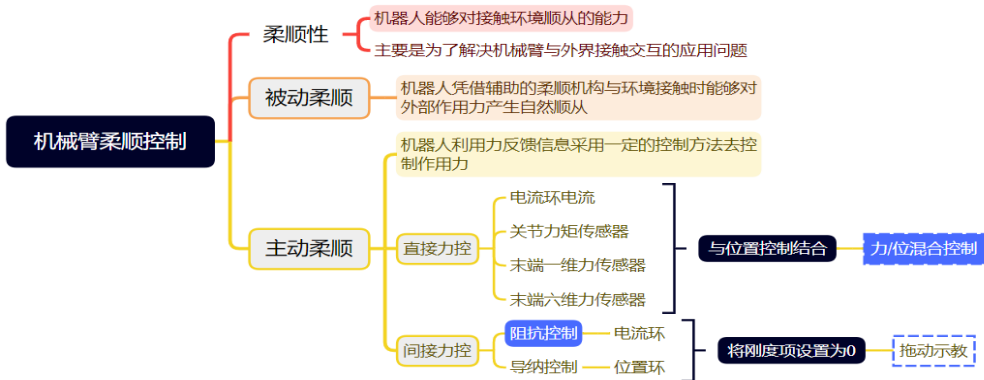 机械臂柔顺控制
柔顺性
机器人能够对接触环境顺从的能力
主要是为了解决机械臂与外界接触交互的应用问题
被动柔顺
机器人凭借辅助的柔顺机构与环境接触时能够对
外部作用力产生自然顺从
主动柔顺
机器人利用力反馈信息采用一定的控制方法去控
制作用力
直接力控
电流环电流
关节力矩传感器
末端一维力传感器
末端六维力传感器
与位置控制结合
力/位混合控制
间接力控
阻抗控制
电流环
导纳控制
位置环
将刚度项设置为0
拖动示教